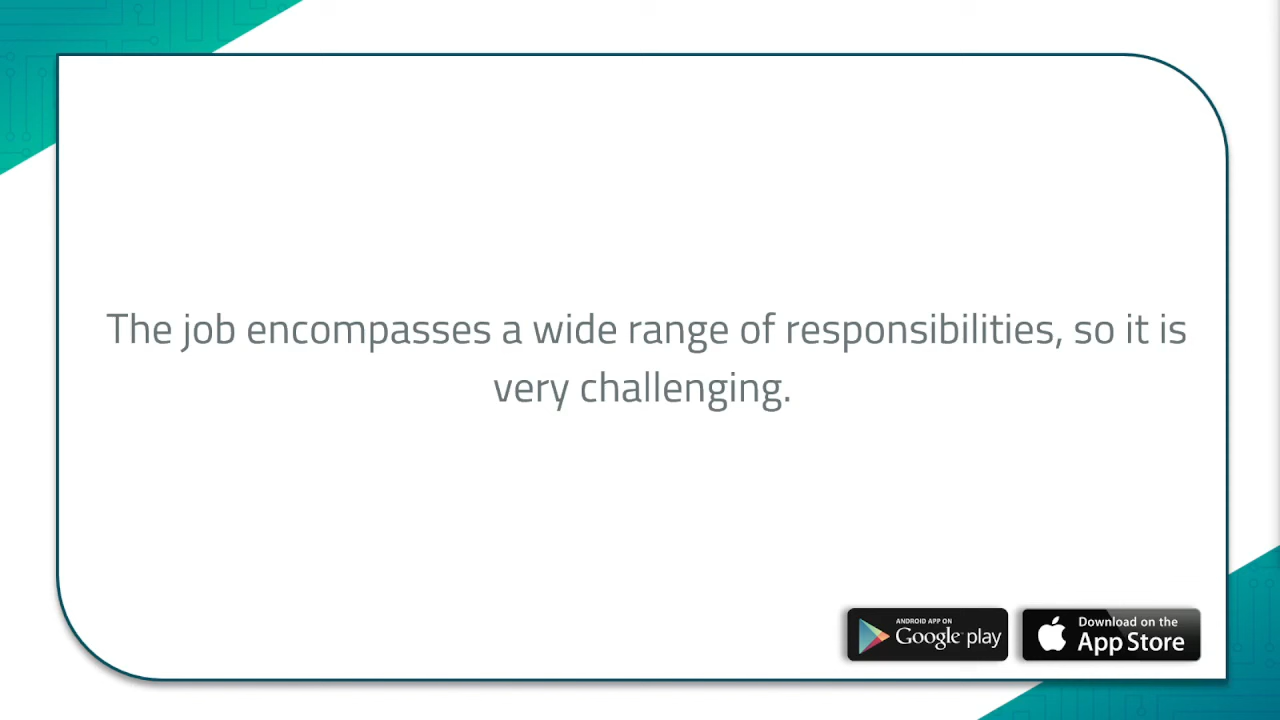 The job encompasses a wide range of responsibilities, so it is
very challenging.
ANDROID APP ON
Google play
Download on the
App Store